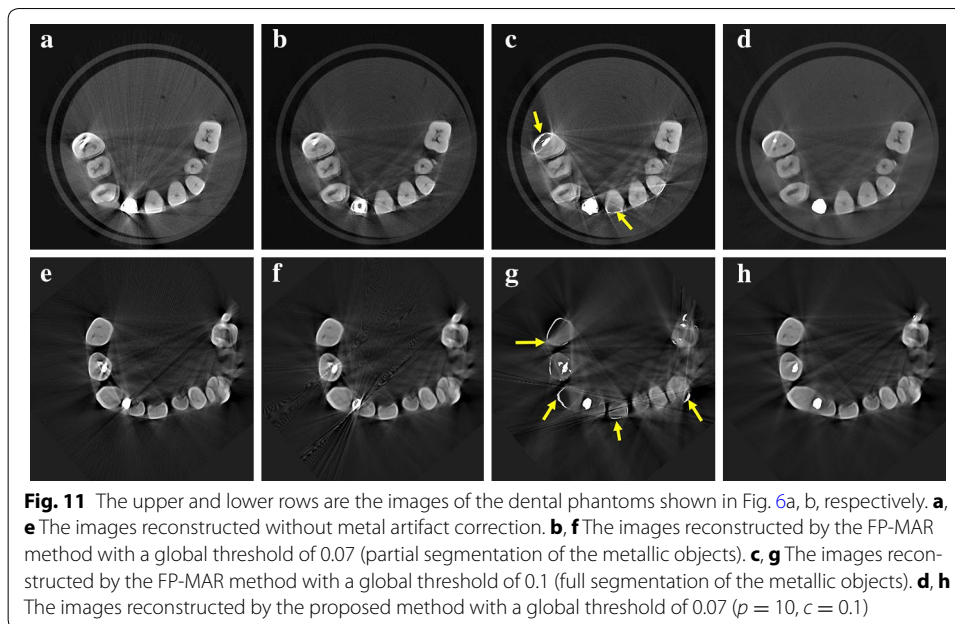 a
b
c
d
e
f
g
h
Fig. 11 The upper and lower rows are the images of the dental phantoms shown in Fig. 6a, b, respectively. a,
e The images reconstructed without metal artifact correction. b, f The images reconstructed by the FP-MAR
method with a global threshold of 0.07 (partial segmentation of the metallic objects). c, g The images recon-
structed by the FP-MAR method with a global threshold of 0.1 (full segmentation of the metallic objects). d, h
The images reconstructed by the proposed method with a global threshold of 0.07 (p = 10, c = 0.1)